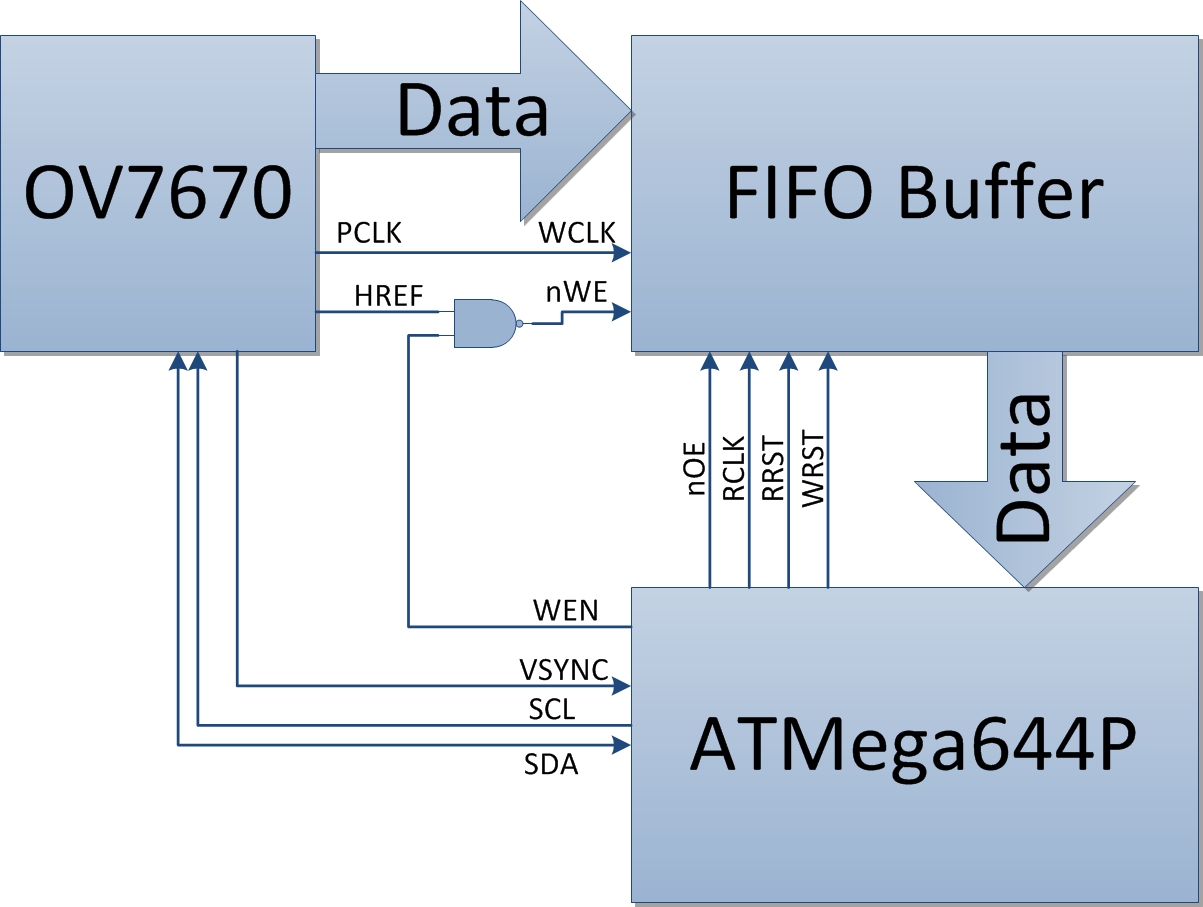 Data
OV7670
FIFO Buffer
PCLK
WCLK
HREF
nWE
nOE
RCLK
RRST
WRST
Data
WEN
VSYNC
SCL
SDA
ATMega644P